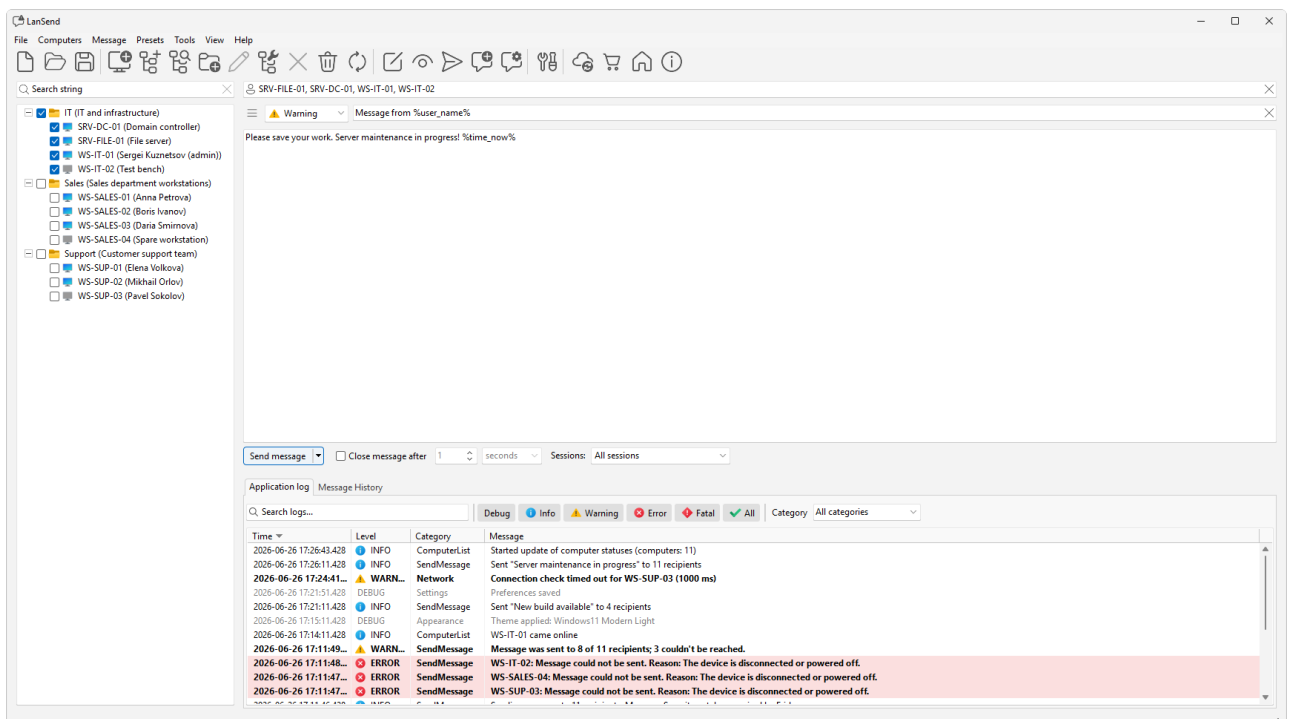 LanSend
File Computers Message Presets Tools View Help
Search string
SRV-FILE-01, SRV-DC-01, WS-IT-01, WS-IT-02
IT (IT and infrastructure)
SRV-DC-01 (Domain controller)
SRV-FILE-01 (File server)
WS-IT-01 (Sergei Kuznetsov (admin))
WS-IT-02 (Test bench)
Sales (Sales department workstations)
WS-SALES-01 (Anna Petrova)
WS-SALES-02 (Boris Ivanov)
WS-SALES-03 (Daria Smirnova)
WS-SALES-04 (Spare workstation)
Support (Customer support team)
WS-SUP-01 (Elena Volkova)
WS-SUP-02 (Mikhail Orlov)
WS-SUP-03 (Pavel Sokolov)
Warning Message from %user_name%
Please save your work. Server maintenance in progress! %time_now%
Send message Close message after 1 seconds Sessions: All sessions
Application log Message History
Search logs... Debug Info Warning Error Fatal All Category All categories
Time Level Category Message
2026-06-26 17:26:43.428 INFO ComputerList Started update of computer statuses (computers: 11)
2026-06-26 17:26:11.428 INFO SendMessage Sent "Server maintenance in progress" to 11 recipients
2026-06-26 17:24:41... WARN... Network Connection check timed out for WS-SUP-03 (1000 ms)
2026-06-26 17:21:51.428 DEBUG Settings Preferences saved
2026-06-26 17:21:11.428 INFO SendMessage Sent "New build available" to 4 recipients
2026-06-26 17:15:11.428 DEBUG Appearance Theme applied: Windows11 Modern Light
2026-06-26 17:14:11.428 INFO ComputerList WS-IT-01 came online
2026-06-26 17:11:49... WARN... SendMessage Message was sent to 8 of 11 recipients; 3 couldn't be reached.
2026-06-26 17:11:48... ERROR SendMessage WS-IT-02: Message could not be sent. Reason: The device is disconnected or powered off.
2026-06-26 17:11:47... ERROR SendMessage WS-SALES-04: Message could not be sent. Reason: The device is disconnected or powered off.
2026-06-26 17:11:47... ERROR SendMessage WS-SUP-03: Message could not be sent. Reason: The device is disconnected or powered off.